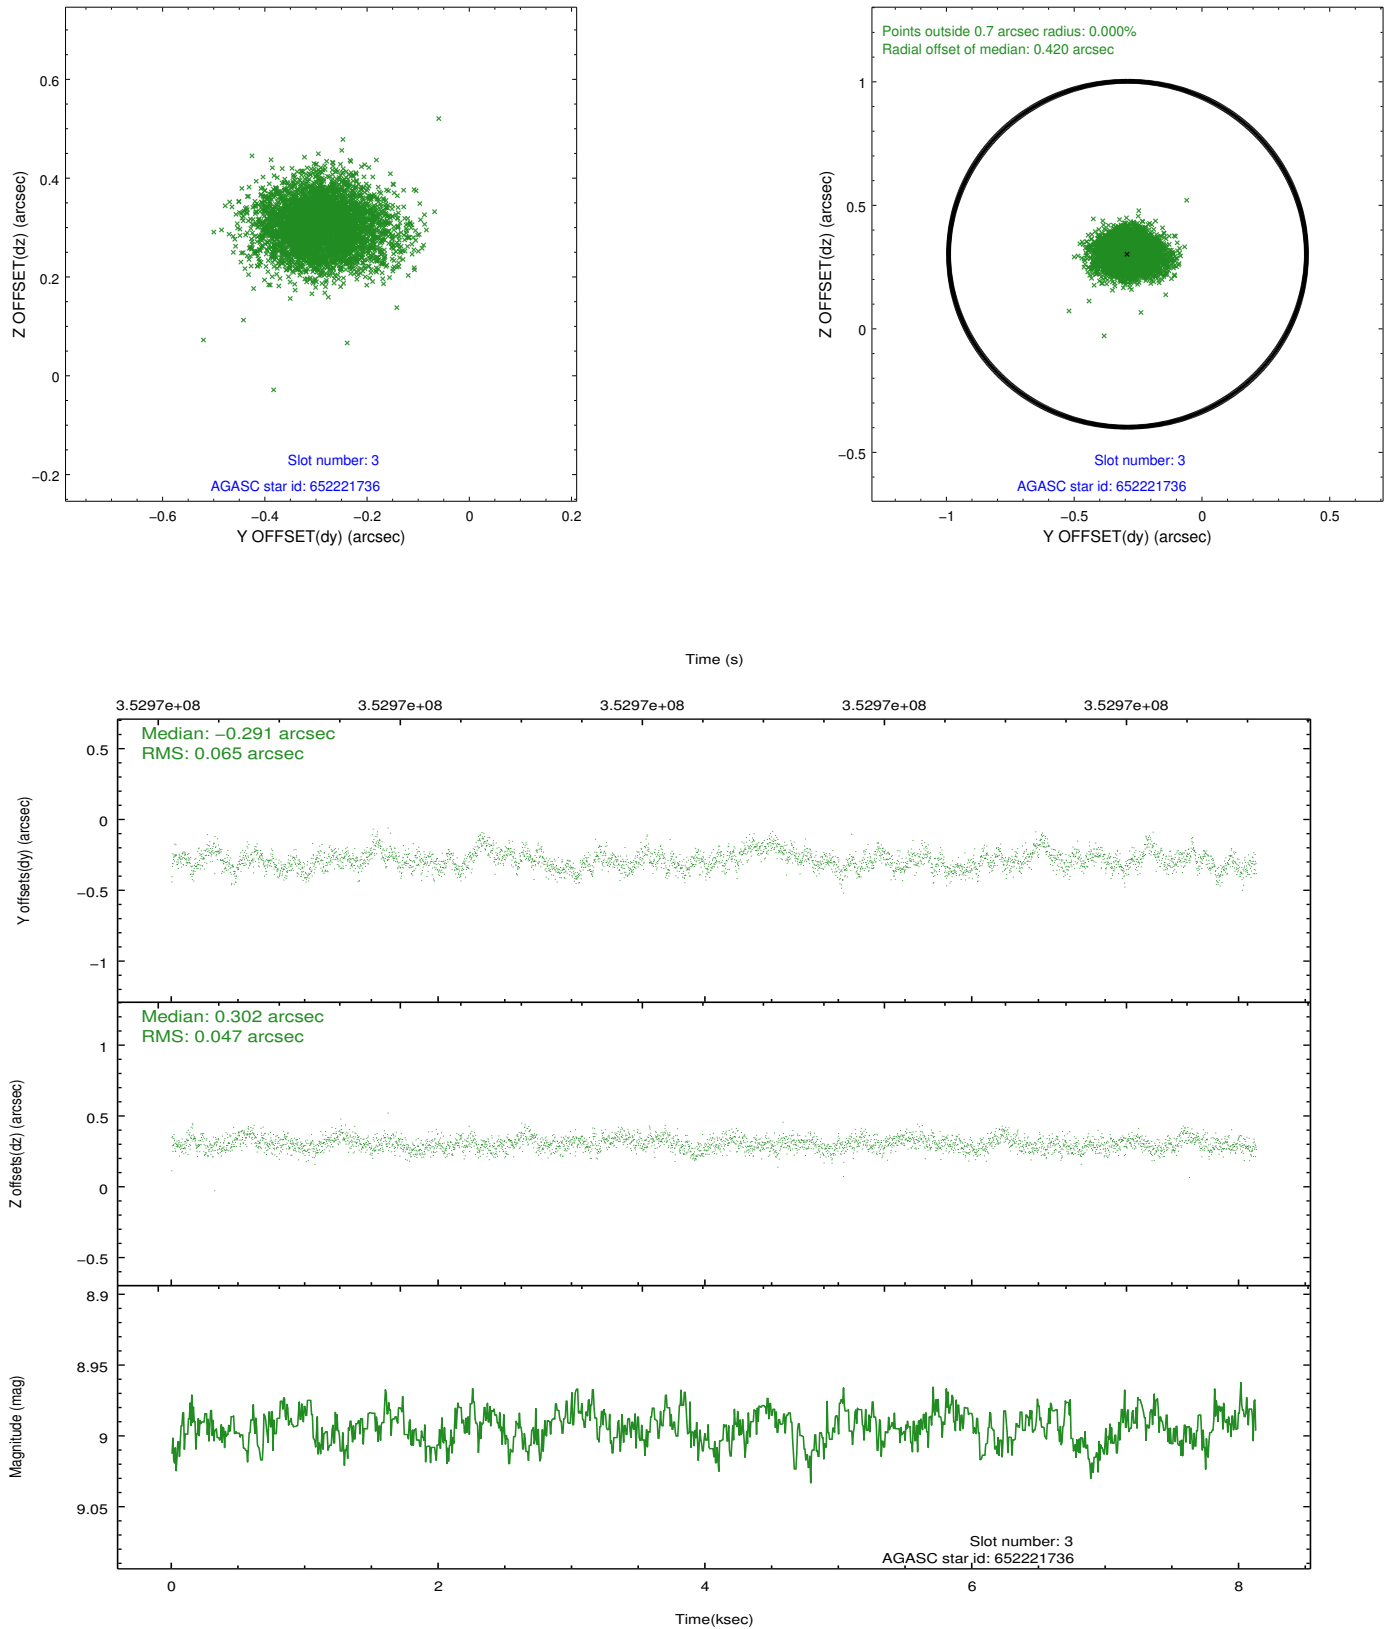 0.6
0.4
0.2
0
−0.2
Z OFFSET(dz) (arcsec)
Slot number: 3
AGASC star id: 652221736
−0.6
−0.4
−0.2
0
0.2
Y OFFSET(dy) (arcsec)
Points outside 0.7 arcsec radius: 0.000%
Radial offset of median: 0.420 arcsec
1
0.5
0
−0.5
Z OFFSET(dz) (arcsec)
Slot number: 3
AGASC star id: 652221736
−1
−0.5
0
0.5
Y OFFSET(dy) (arcsec)
Time (s)
3.5297e+08
3.5297e+08
3.5297e+08
3.5297e+08
3.5297e+08
Median: −0.291 arcsec
RMS: 0.065 arcsec
0.5
0
−0.5
−1
Y offsets(dy) (arcsec)
Median: 0.302 arcsec
RMS: 0.047 arcsec
1
0.5
0
−0.5
Z offsets(dz) (arcsec)
8.9
8.95
9
9.05
Magnitude (mag)
Slot number: 3
AGASC star id: 652221736
0
2
4
6
8
Time(ksec)